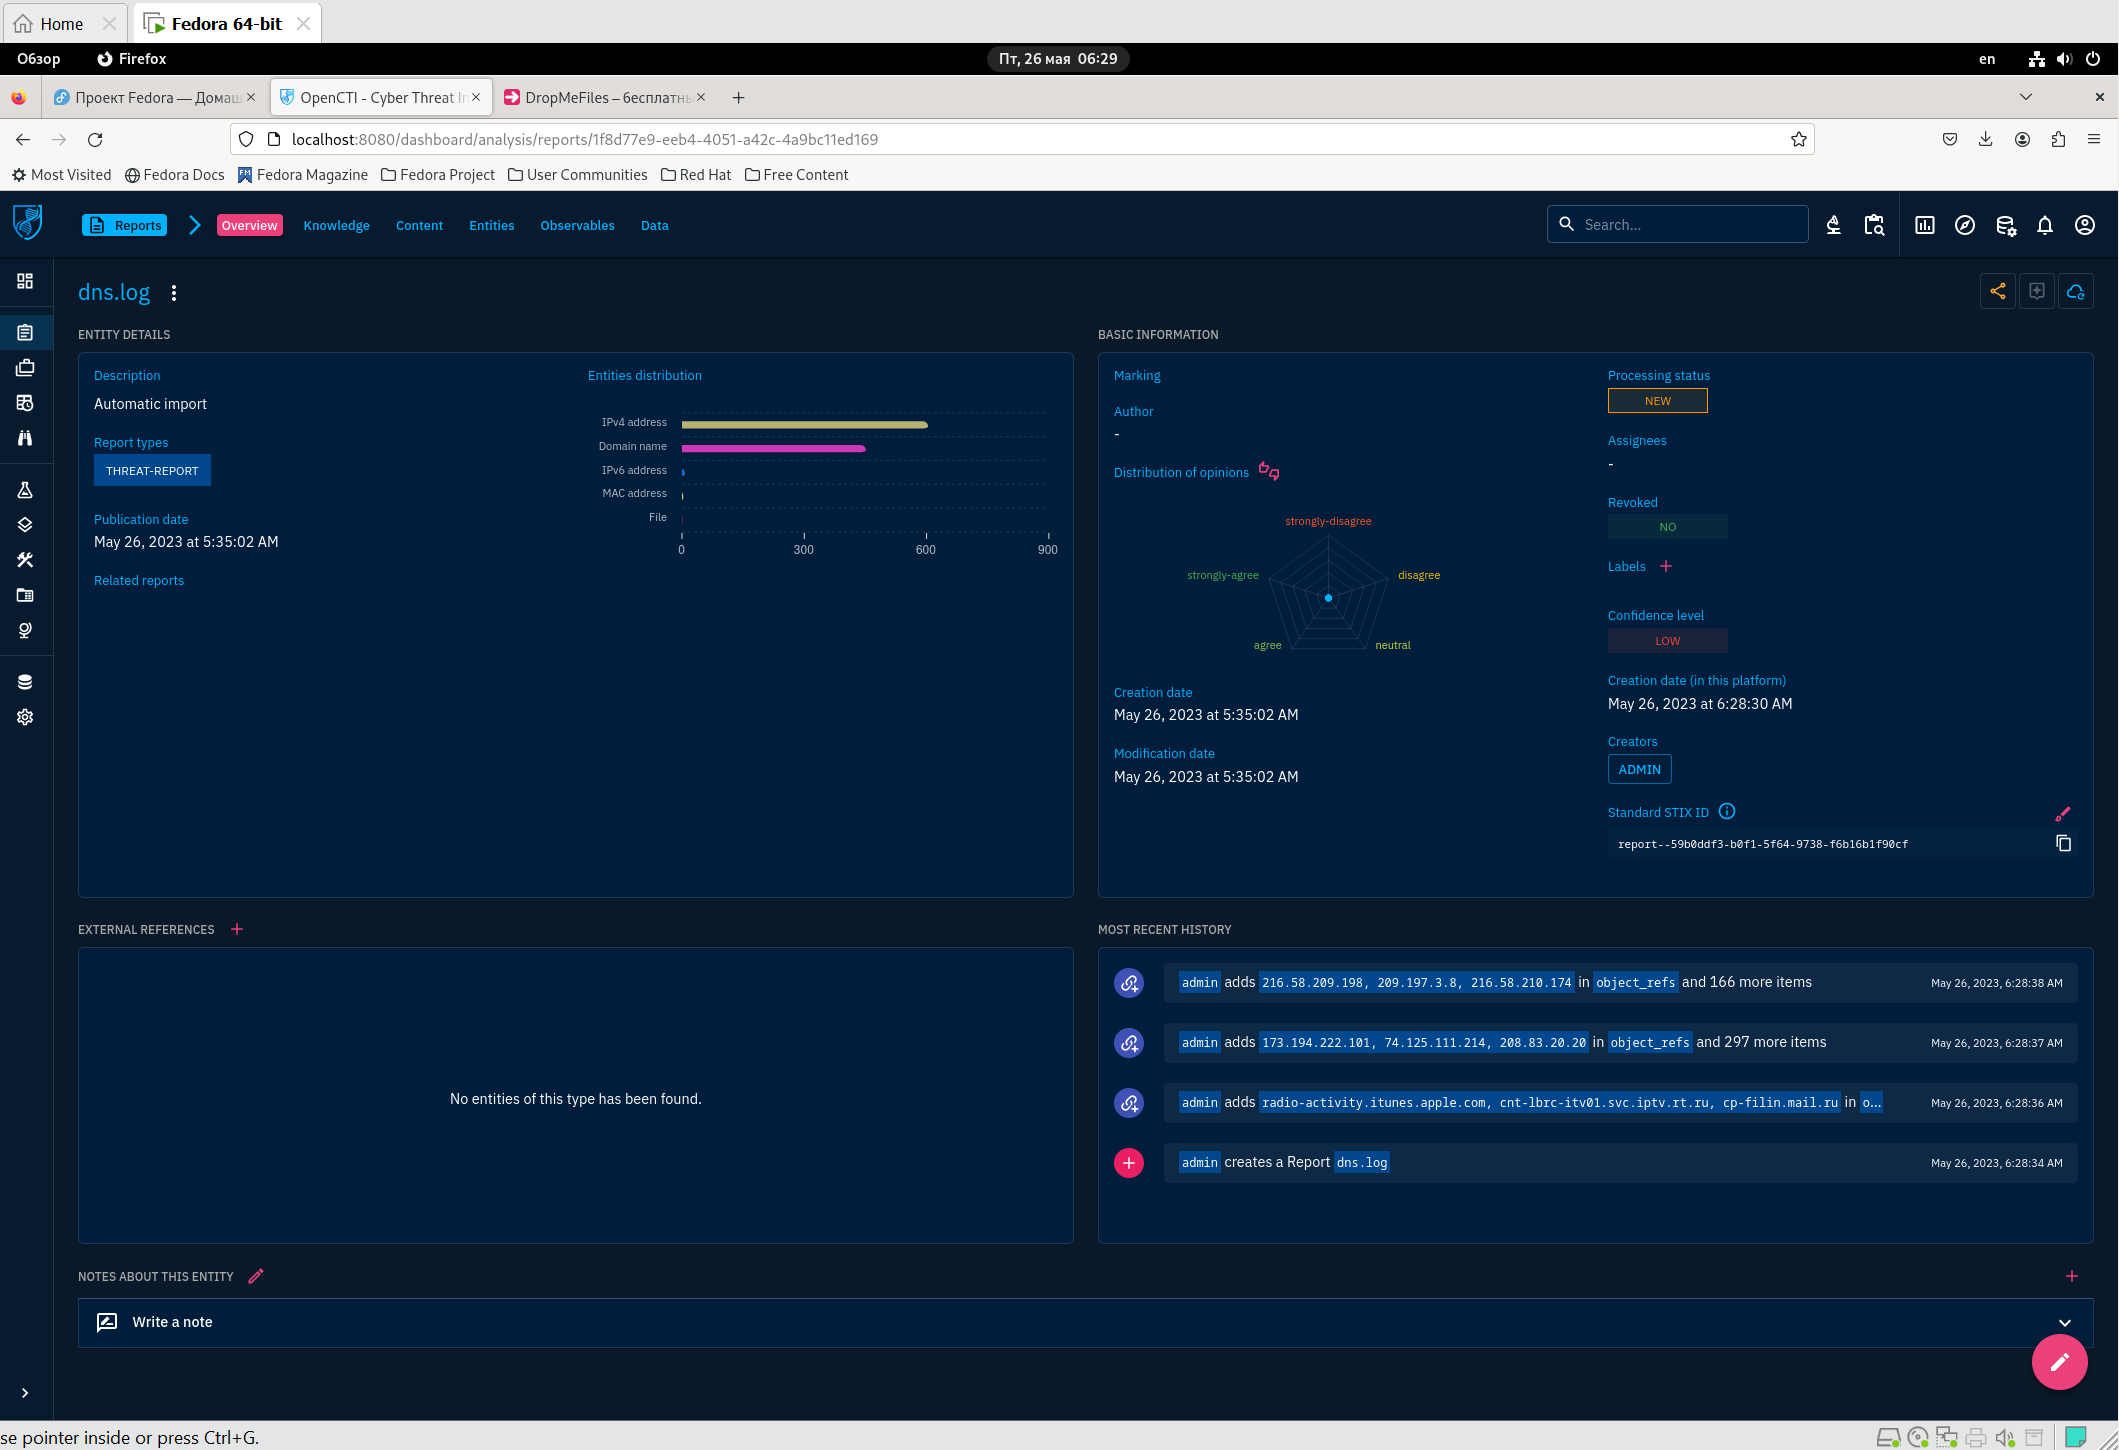 Home
Fedora 64-bit
Обзор
Firefox
Пт, 26 мая 06:29
en
Проект Fedora — Домаш
OpenCTI - Cyber Threat In
DropMeFiles – бесплатны
localhost:8080/dashboard/analysis/reports/1f8d77e9-eeb4-4051-a42c-4a9bc11ed169
Most Visited
Fedora Docs
Fedora Magazine
Fedora Project
User Communities
Red Hat
Free Content
Reports
Overview
Knowledge
Content
Entities
Observables
Data
Search...
dns.log
ENTITY DETAILS
Description
Automatic import
Report types
THREAT-REPORT
Publication date
May 26, 2023 at 5:35:02 AM
Related reports
Entities distribution
IPv4 address
Domain name
IPv6 address
MAC address
File
0
300
600
900
BASIC INFORMATION
Marking
Author
-
Distribution of opinions
strongly-disagree
strongly-agree
disagree
agree
neutral
Creation date
May 26, 2023 at 5:35:02 AM
Modification date
May 26, 2023 at 5:35:02 AM
Processing status
NEW
Assignees
-
Revoked
NO
Labels
Confidence level
LOW
Creation date (in this platform)
May 26, 2023 at 6:28:30 AM
Creators
ADMIN
Standard STIX ID
report--59b0ddf3-b0f1-5f64-9738-f6b16b1f90cf
EXTERNAL REFERENCES
No entities of this type has been found.
MOST RECENT HISTORY
admin adds 216.58.209.198, 209.197.3.8, 216.58.210.174 in object_refs and 166 more items May 26, 2023, 6:28:38 AM
admin adds 173.194.222.101, 74.125.111.214, 208.83.20.20 in object_refs and 297 more items May 26, 2023, 6:28:37 AM
admin adds radio-activity.itunes.apple.com, cnt-lbrc-itv01.svc.iptv.rt.ru, cp-filin.mail.ru in o... May 26, 2023, 6:28:36 AM
admin creates a Report dns.log May 26, 2023, 6:28:34 AM
NOTES ABOUT THIS ENTITY
Write a note
se pointer inside or press Ctrl+G.